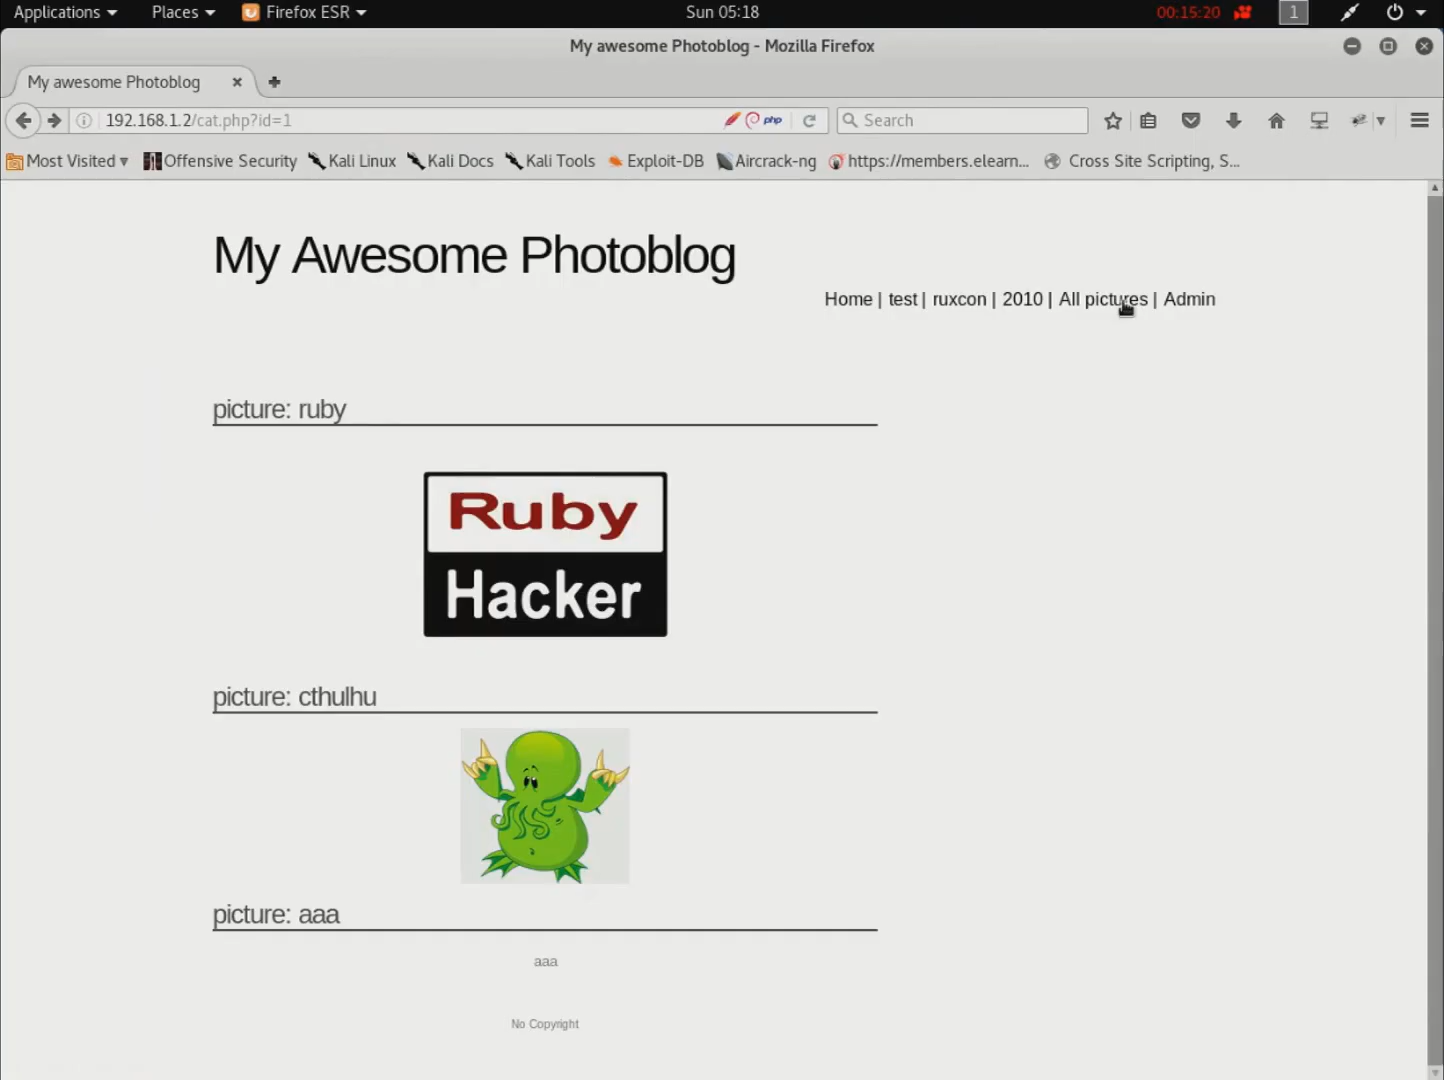 Applications Places Firefox ESR Sun 05:18 00:15:20 1
My awesome Photoblog - Mozilla Firefox
My awesome Photoblog
192.168.1.2/cat.php?id=1 php Search
Most Visited Offensive Security Kali Linux Kali Docs Kali Tools Exploit-DB Aircrack-ng https://members.elearn... Cross Site Scripting, S...
My Awesome Photoblog
Home | test | ruxcon | 2010 | All pictures | Admin
picture: ruby
Ruby
Hacker
picture: cthulhu
picture: aaa
aaa
No Copyright